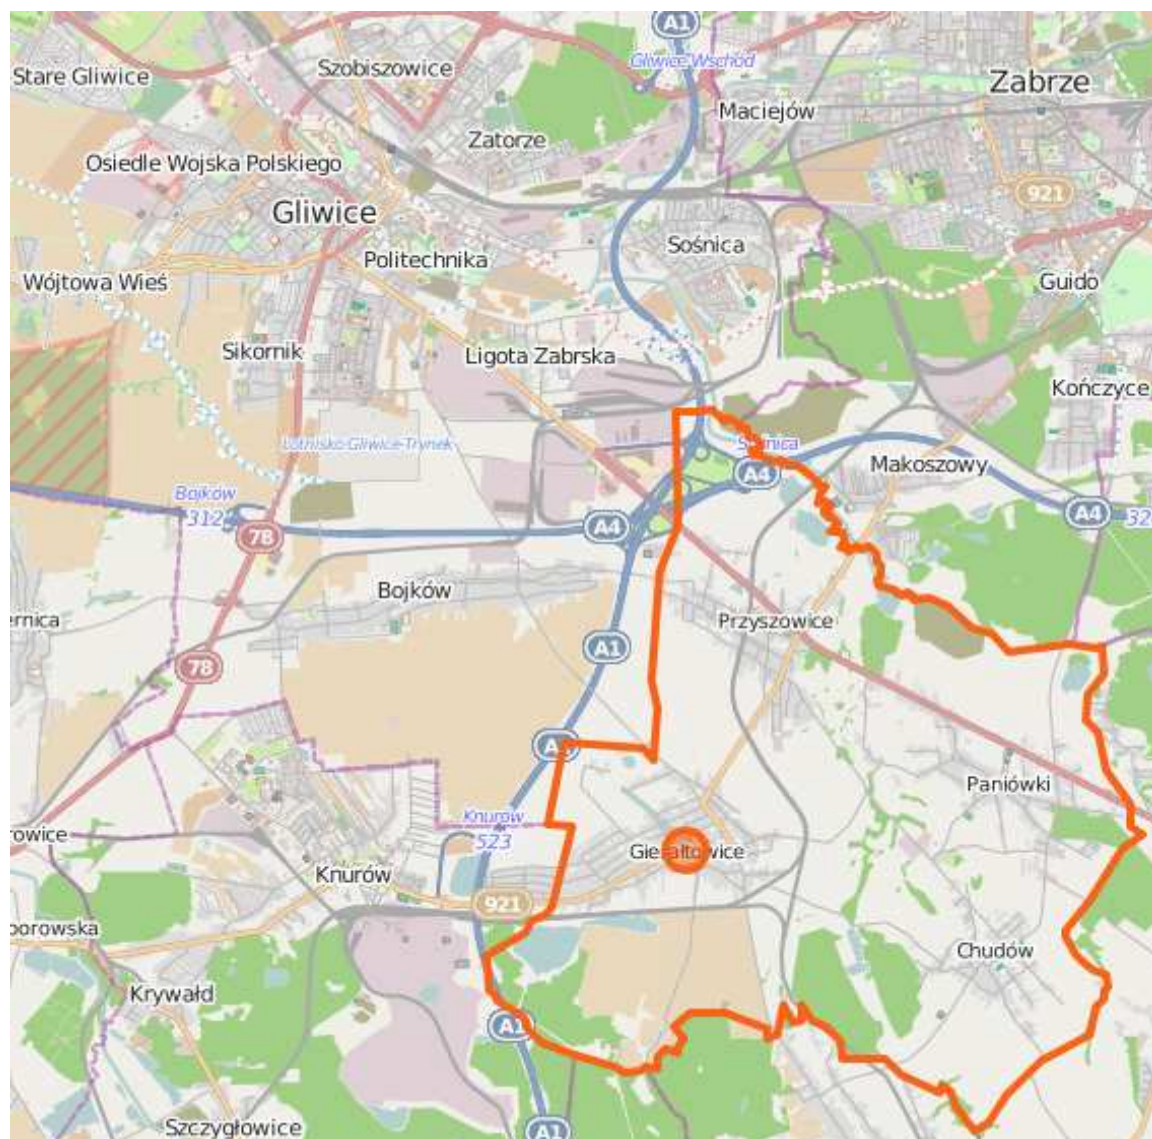 A1
Gliwice Wschód
Stare Gliwice
Szobiszowice
Zabrze
Maciejów
Zatorze
Osiedle Wojska Polskiego
921
Gliwice
Sośnica
Politechnika
Wójtowa Wieś
Guido
Sikornik
Ligota Zabrska
Kończyce
Lotnisko Gliwice-Trynek
Makoszowy
A4
Bojków
312
A4
A4
78
Bojków
Przyszowice
A1
78
Paniówki
Knurów
523
Gierałtowice
Knurów
921
Chudów
Krywałd
A1
Szczygłowice
A1